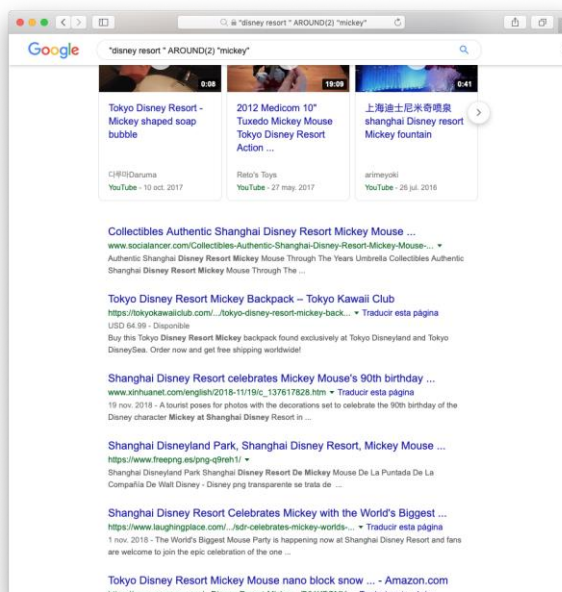 "disney resort " AROUND(2) "mickey"
Google
"disney resort " AROUND(2) "mickey"
0:08
19:09
0:41
Tokyo Disney Resort -
Mickey shaped soap
bubble
2012 Medicom 10"
Tuxedo Mickey Mouse
Tokyo Disney Resort
Action ...
上海迪士尼米奇喷泉
shanghai Disney resort
Mickey fountain
Reto's Toys
arimeyoki
YouTube - 10 oct. 2017
YouTube - 27 may. 2017
YouTube - 26 jul. 2016
Collectibles Authentic Shanghai Disney Resort Mickey Mouse ...
www.socialancer.com/Collectibles-Authentic-Shanghai-Disney-Resort-Mickey-Mouse-...
Authentic Shanghai Disney Resort Mickey Mouse Through The Years Umbrella Collectibles Authentic
Shanghai Disney Resort Mickey Mouse Through The ...
Tokyo Disney Resort Mickey Backpack – Tokyo Kawaii Club
https://tokyokawaiiclub.com/.../tokyo-disney-resort-mickey-back... Traducir esta página
USD 64.99 - Disponible
Buy this Tokyo Disney Resort Mickey backpack found exclusively at Tokyo Disneyland and Tokyo
DisneySea. Order now and get free shipping worldwide!
Shanghai Disney Resort celebrates Mickey Mouse's 90th birthday ...
www.xinhuanet.com/english/2018-11/19/c_137617828.htm Traducir esta página
19 nov. 2018 - A tourist poses for photos with the decorations set to celebrate the 90th birthday of the
Disney character Mickey at Shanghai Disney Resort in ...
Shanghai Disneyland Park, Shanghai Disney Resort, Mickey Mouse ...
https://www.freepng.es/png-q9reh1/
Shanghai Disneyland Park Shanghai Disney Resort De Mickey Mouse De La Puntada De La
Compañía De Walt Disney - Disney png transparente se trata de ...
Shanghai Disney Resort Celebrates Mickey with the World's Biggest ...
https://www.laughingplace.com/.../sdr-celebrates-mickey-worlds-... Traducir esta página
1 nov. 2018 - The World's Biggest Mouse Party is happening now at Shanghai Disney Resort and fans
are welcome to join the epic celebration of the one ...
Tokyo Disney Resort Mickey Mouse nano block snow ... - Amazon.com